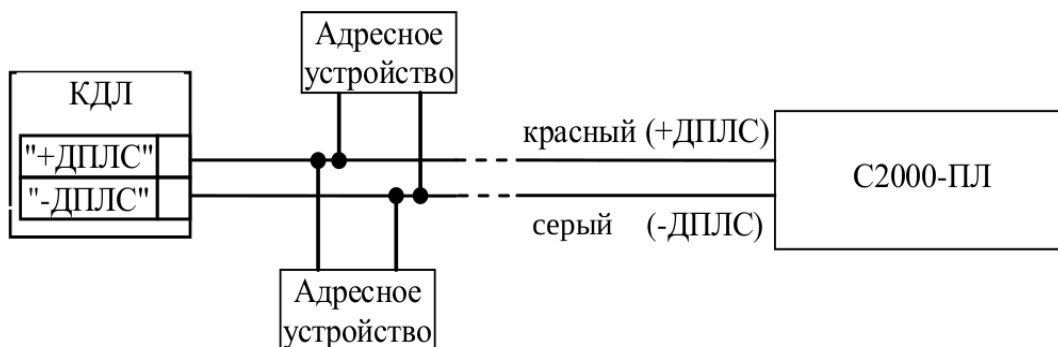 Адресное
устройство
КДЛ
"+ДПЛС"
"-ДПЛС"
красный (+ДПЛС)
серый (-ДПЛС)
С2000-ПЛ
Адресное
устройство